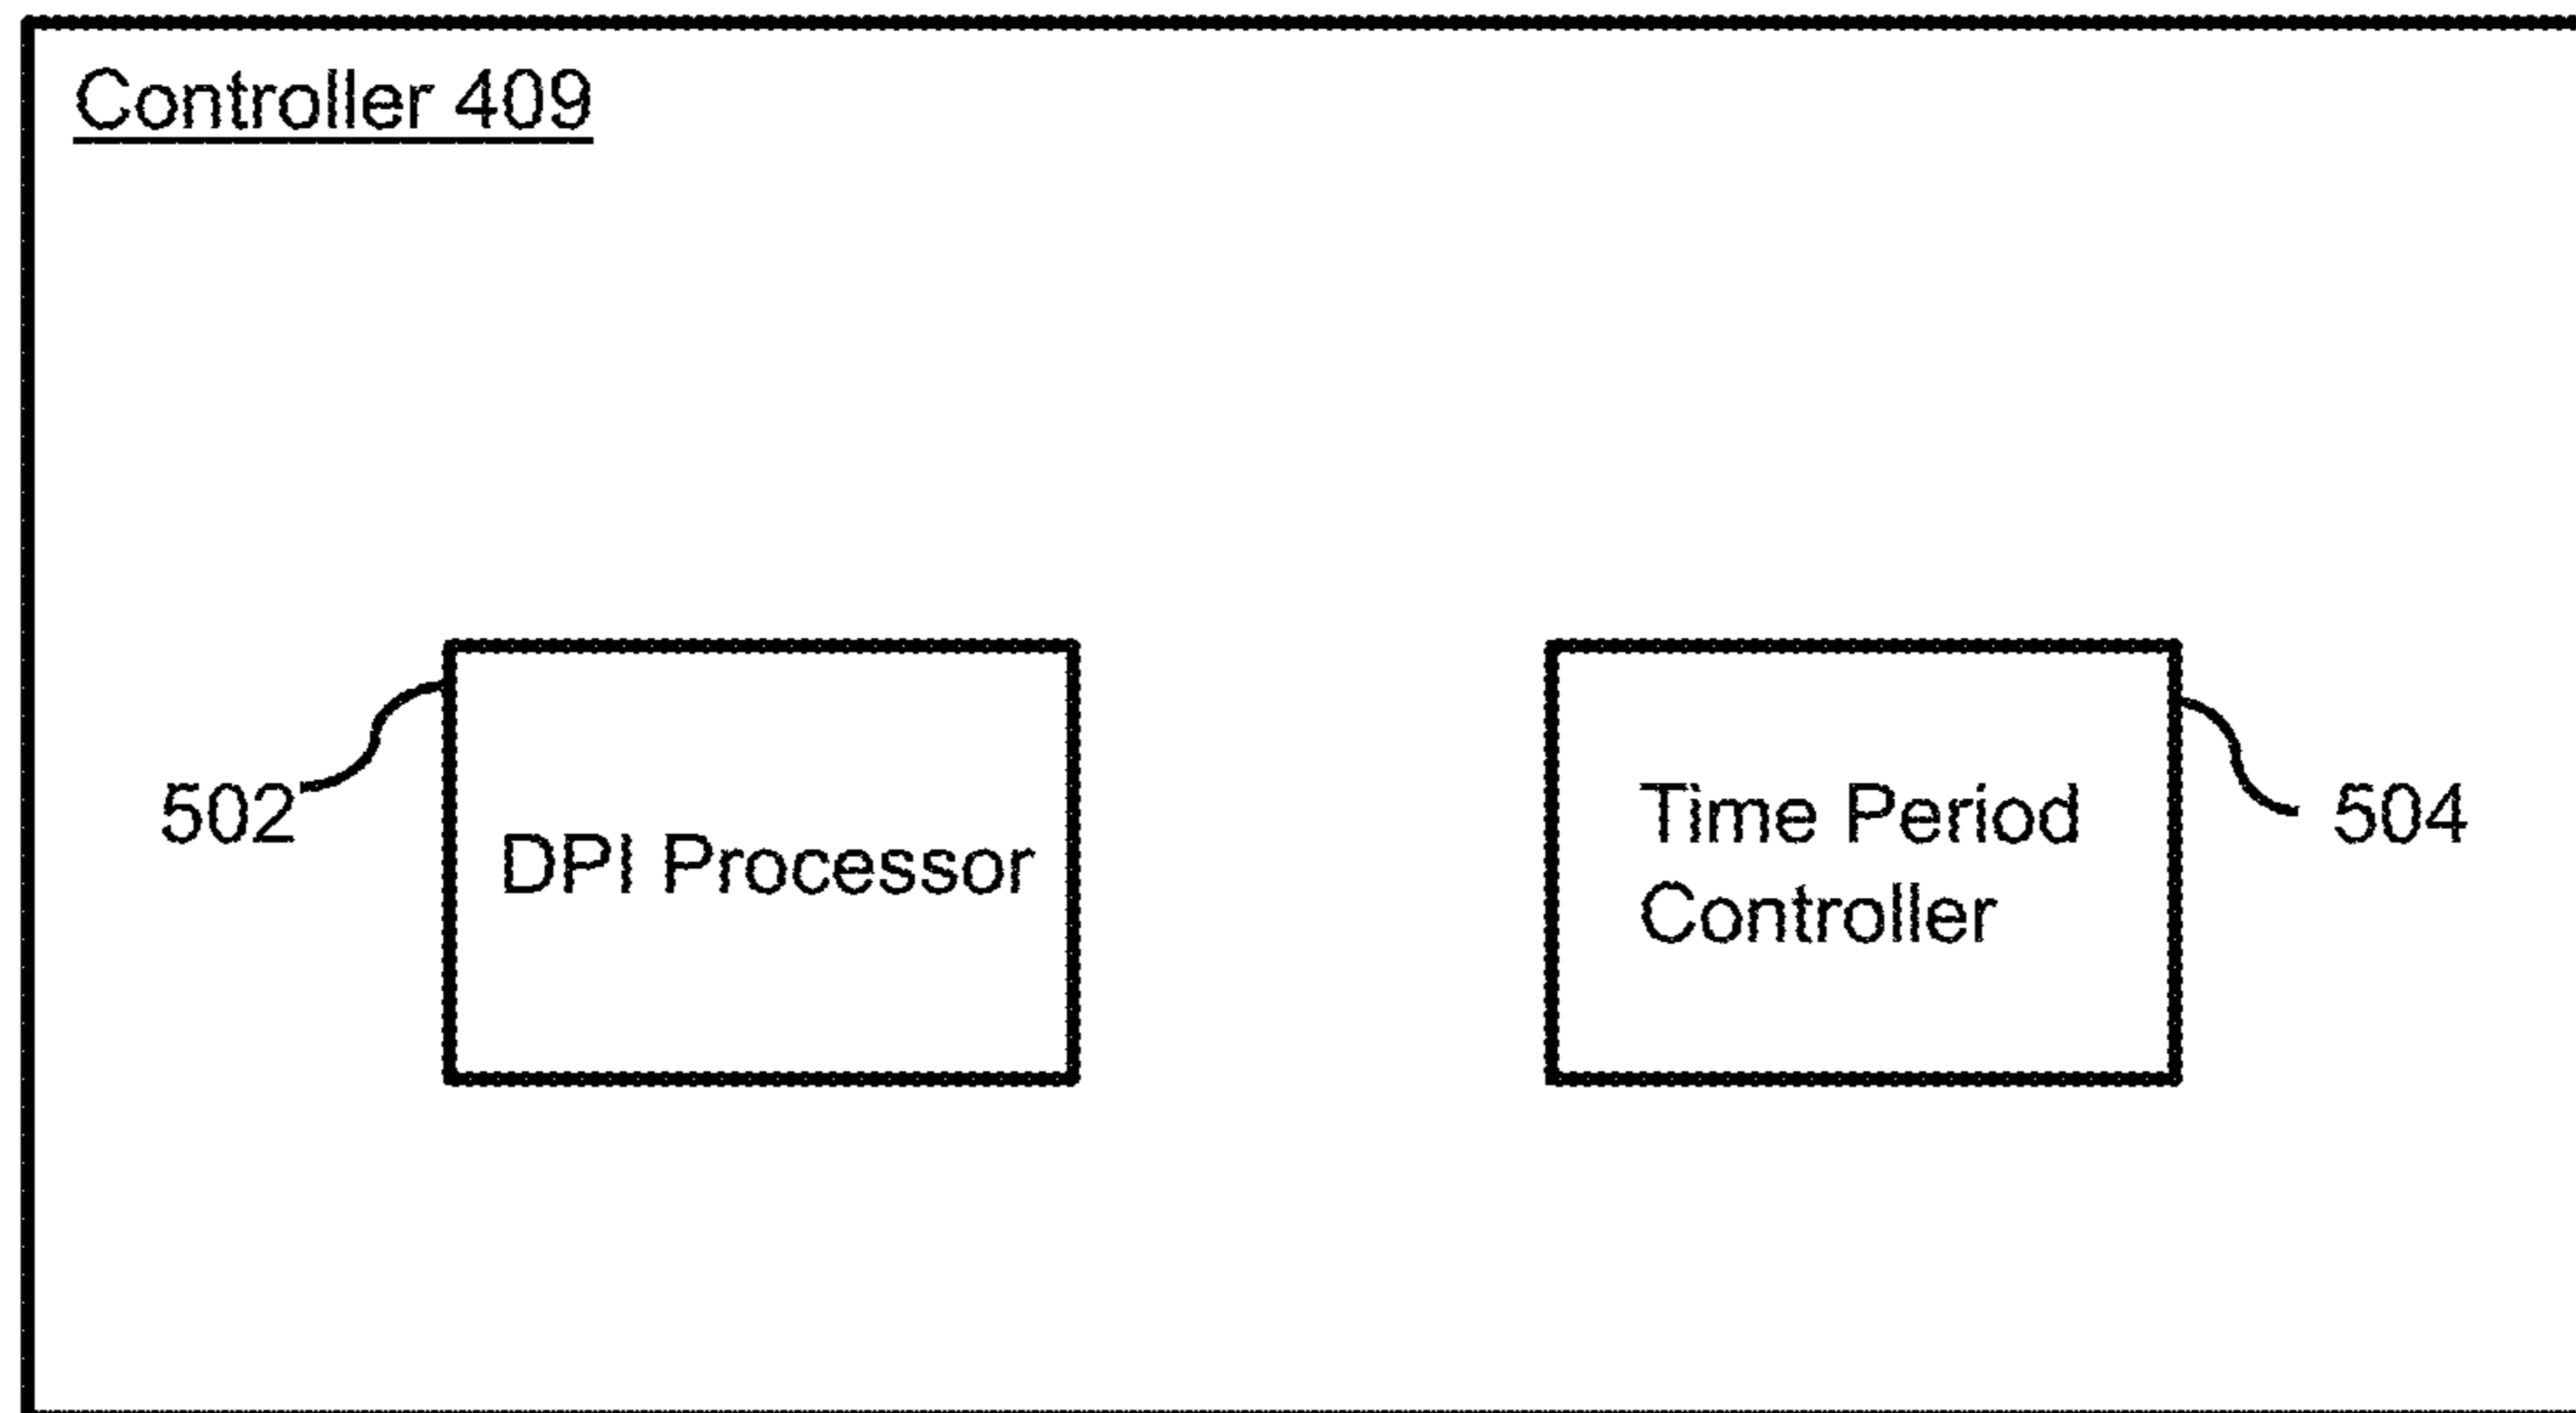 Controller 409
502
DPI Processor
Time Period
Controller
504